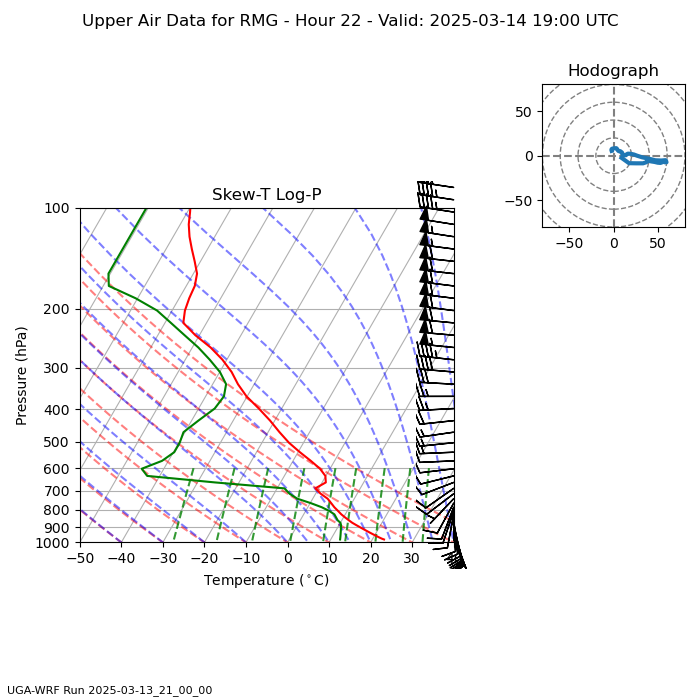 Upper Air Data for RMG - Hour 22 - Valid: 2025-03-14 19:00 UTC
Hodograph
50
0
−50
−50 0 50
Skew-T Log-P
Pressure (hPa)
100
200
300
400
500
600
700
800
900
1000
−50 −40 −30 −20 −10 0 10 20 30
Temperature (°C)
UGA-WRF Run 2025-03-13_21_00_00